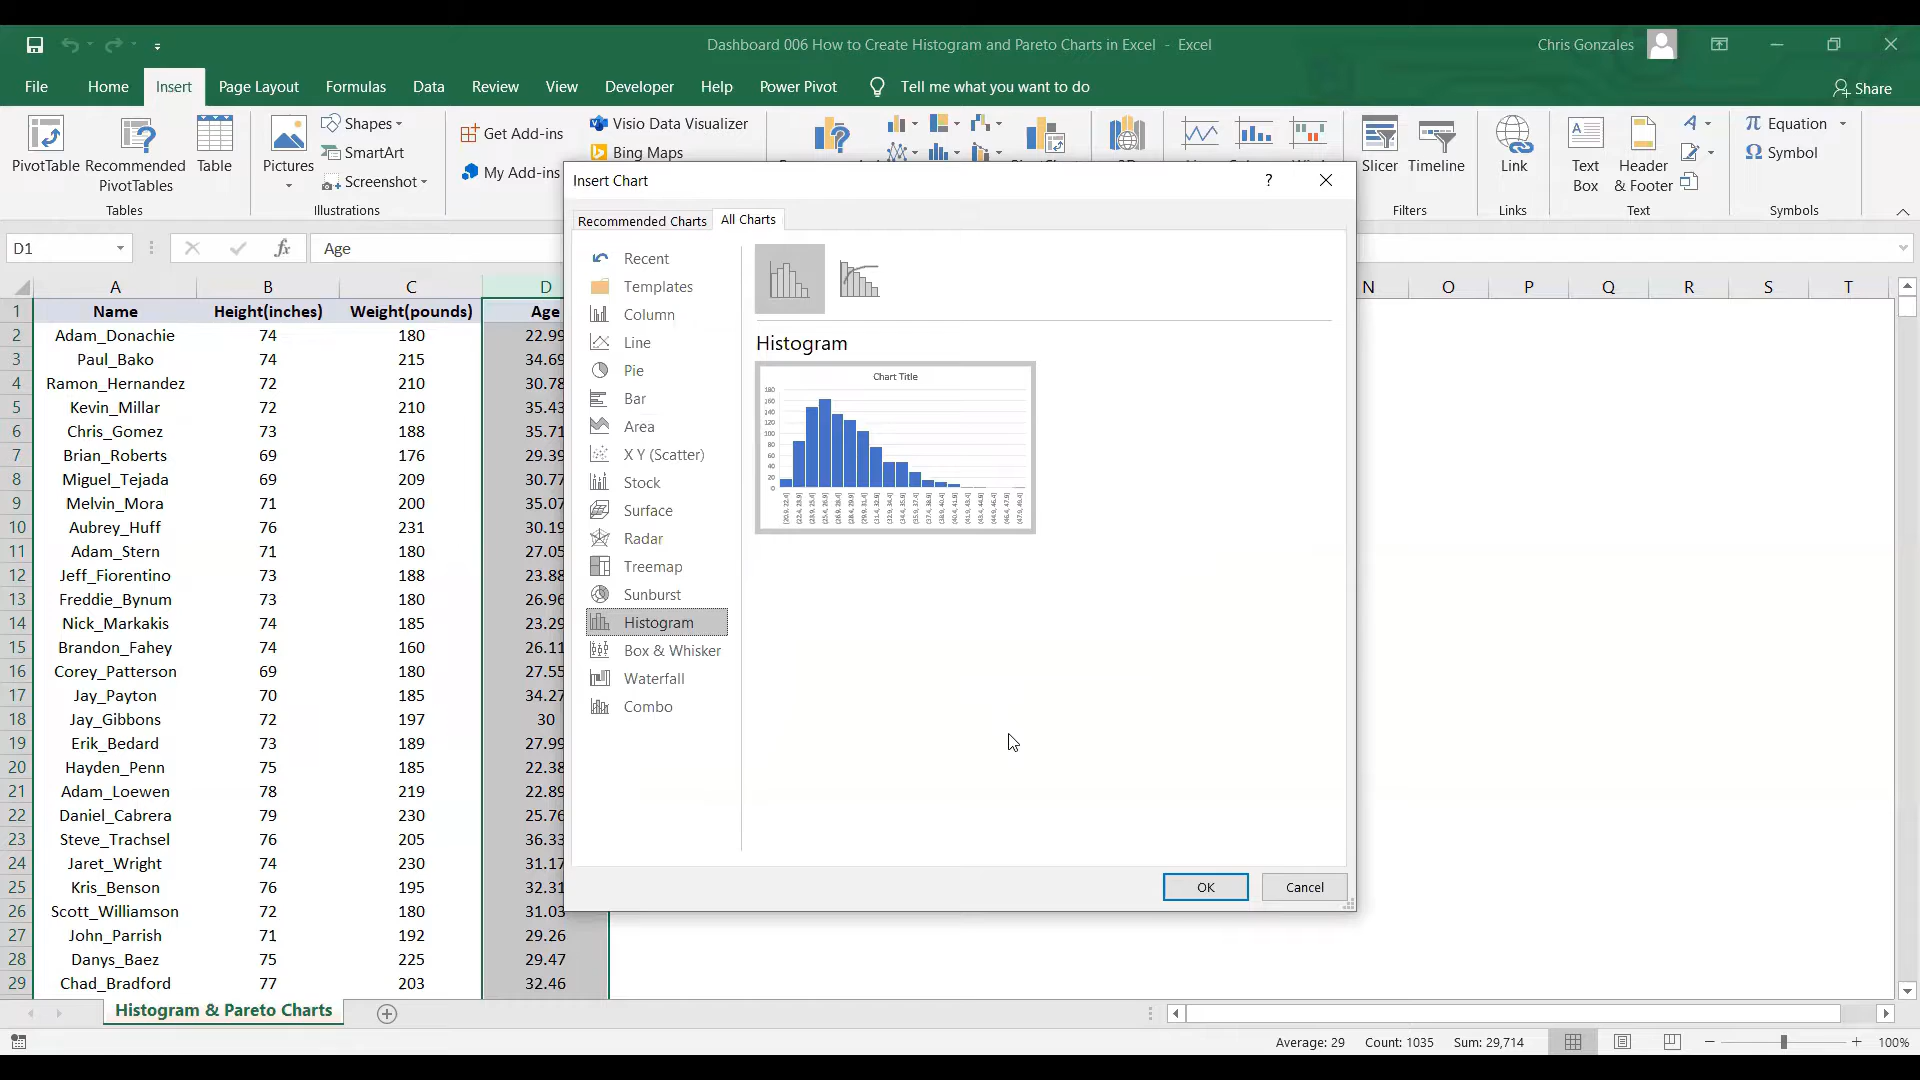 Dashboard 006 How to Create Histogram and Pareto Charts in Excel - Excel
Chris Gonzales
File Home Insert Page Layout Formulas Data Review View Developer Help Power Pivot Tell me what you want to do Share
PivotTable Recommended PivotTables Table Pictures Shapes SmartArt Screenshot Get Add-ins My Add-ins Visio Data Visualizer Bing Maps Slicer Timeline Link Text Box Header & Footer Equation Symbol
Tables Illustrations Filters Links Text Symbols
D1 fx Age
A B C D N O P Q R S T
1 Name Height(inches) Weight(pounds) Age
2 Adam_Donachie 74 180 22.99
3 Paul_Bako 74 215 34.69
4 Ramon_Hernandez 72 210 30.78
5 Kevin_Millar 72 210 35.43
6 Chris_Gomez 73 188 35.71
7 Brian_Roberts 69 176 29.39
8 Miguel_Tejada 69 209 30.77
9 Melvin_Mora 71 200 35.07
10 Aubrey_Huff 76 231 30.19
11 Adam_Stern 71 180 27.05
12 Jeff_Fiorentino 73 188 23.88
13 Freddie_Bynum 73 180 26.96
14 Nick_Markakis 74 185 23.29
15 Brandon_Fahey 74 160 26.11
16 Corey_Patterson 69 180 27.55
17 Jay_Payton 70 185 34.27
18 Jay_Gibbons 72 197 30
19 Erik_Bedard 73 189 27.99
20 Hayden_Penn 75 185 22.38
21 Adam_Loewen 78 219 22.89
22 Daniel_Cabrera 79 230 25.76
23 Steve_Trachsel 76 205 36.33
24 Jaret_Wright 74 230 31.17
25 Kris_Benson 76 195 32.31
26 Scott_Williamson 72 180 31.03
27 John_Parrish 71 192 29.26
28 Danys_Baez 75 225 29.47
29 Chad_Bradford 77 203 32.46
Insert Chart ?
Recommended Charts All Charts
Recent
Templates
Column
Line
Pie
Bar
Area
X Y (Scatter)
Stock
Surface
Radar
Treemap
Sunburst
Histogram
Box & Whisker
Waterfall
Combo
Histogram
Chart Title
180
160
140
120
100
80
60
40
20
0
OK Cancel
Histogram & Pareto Charts
Average: 29 Count: 1035 Sum: 29,714 100%